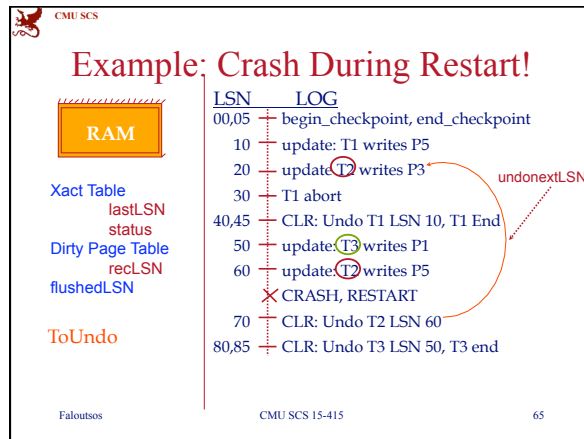 CMU SCS
Example: Crash During Restart!
RAM
Xact Table
lastLSN
status
Dirty Page Table
recLSN
flushedLSN
ToUndo
LSN LOG
00,05 begin_checkpoint, end_checkpoint
10 update: T1 writes P5
20 update T2 writes P3
30 T1 abort
40,45 CLR: Undo T1 LSN 10, T1 End
50 update: T3 writes P1
60 update: T2 writes P5
CRASH, RESTART
70 CLR: Undo T2 LSN 60
80,85 CLR: Undo T3 LSN 50, T3 end
undonextLSN
Faloutsos CMU SCS 15-415 65